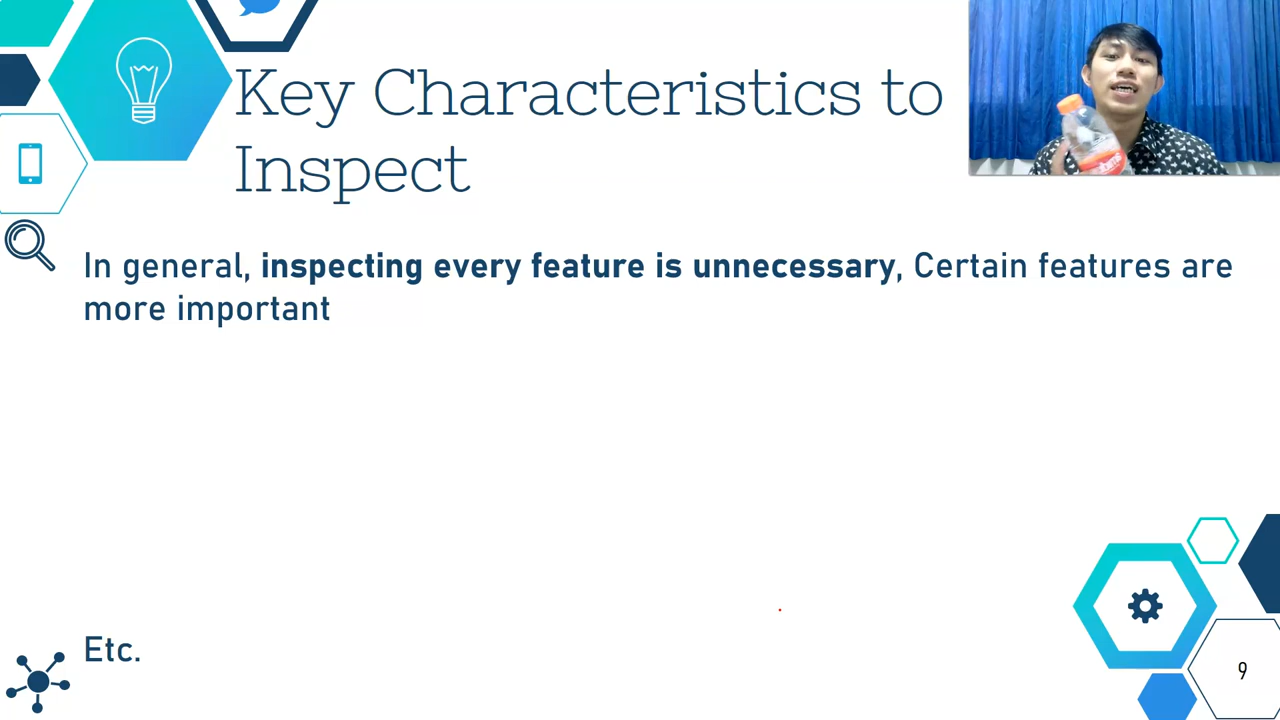 Key Characteristics to
Inspect
In general, inspecting every feature is unnecessary, Certain features are
more important
Etc.
9